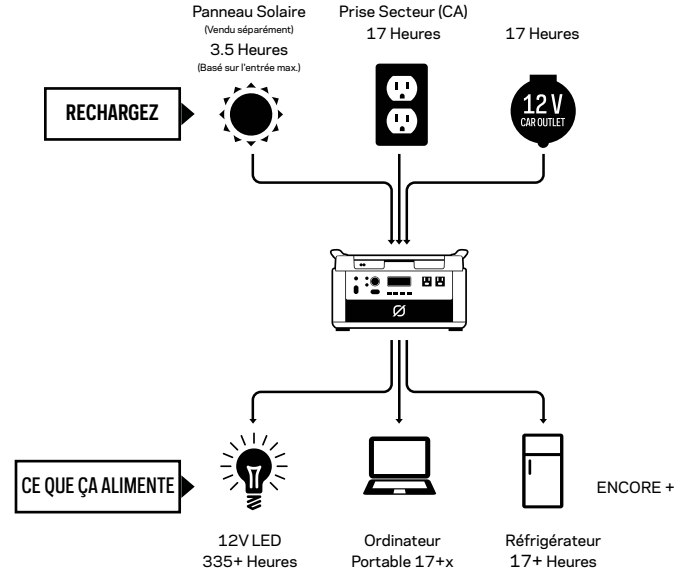 Panneau Solaire
(Vendu séparément)
3.5 Heures
(Basé sur l'entrée max.)
Prise Secteur (CA)
17 Heures
17 Heures
RECHARGEZ
12 V
CAR OUTLET
CE QUE ÇA ALIMENTE
ENCORE +
12V LED
335+ Heures
Ordinateur
Portable 17+x
Réfrigérateur
17+ Heures